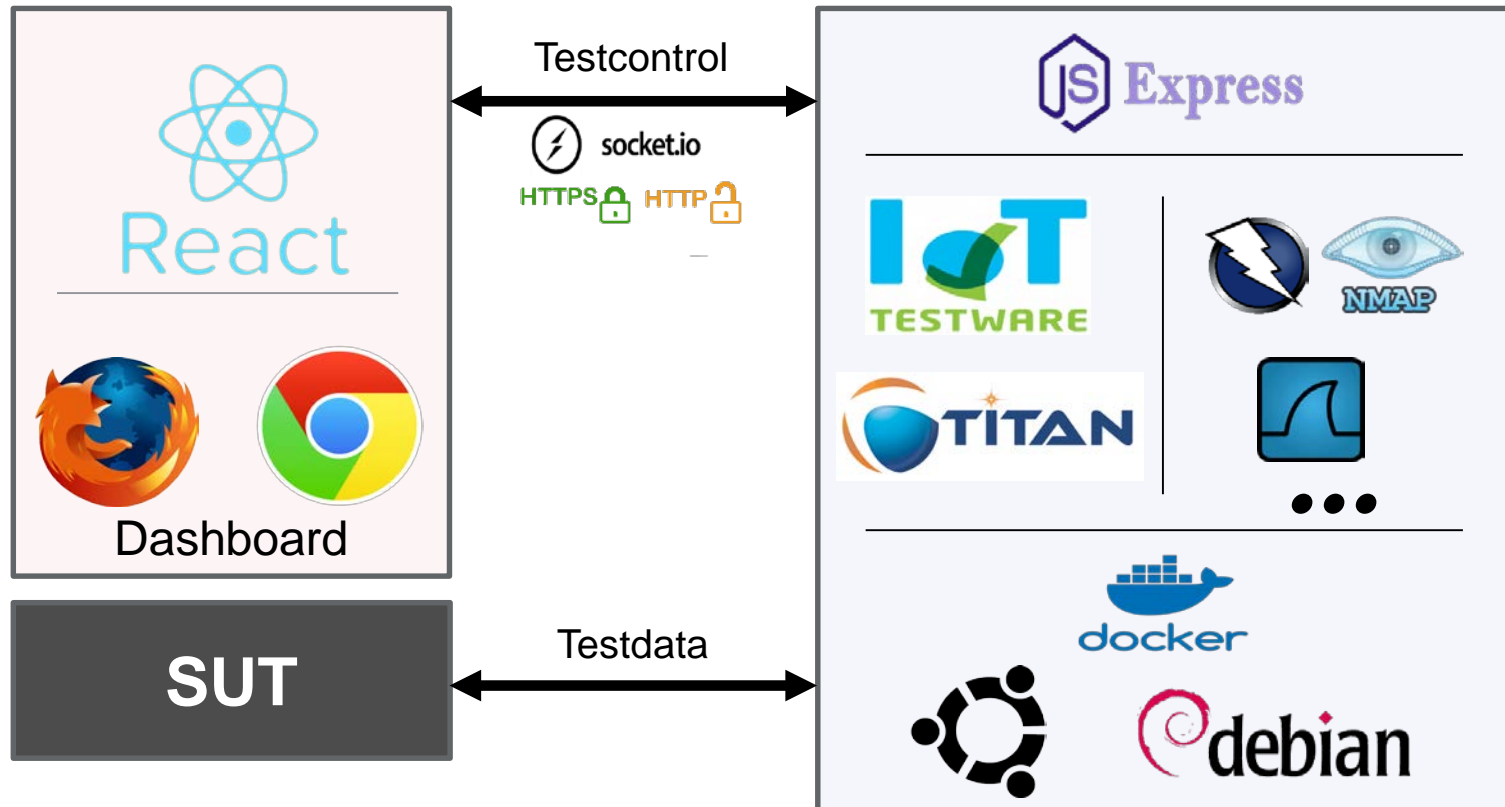 React
Dashboard
SUT
Testcontrol
socket.io
HTTPS HTTP
Testdata
JS Express
IoT
TESTWARE
NMAP
TITAN
docker
debian